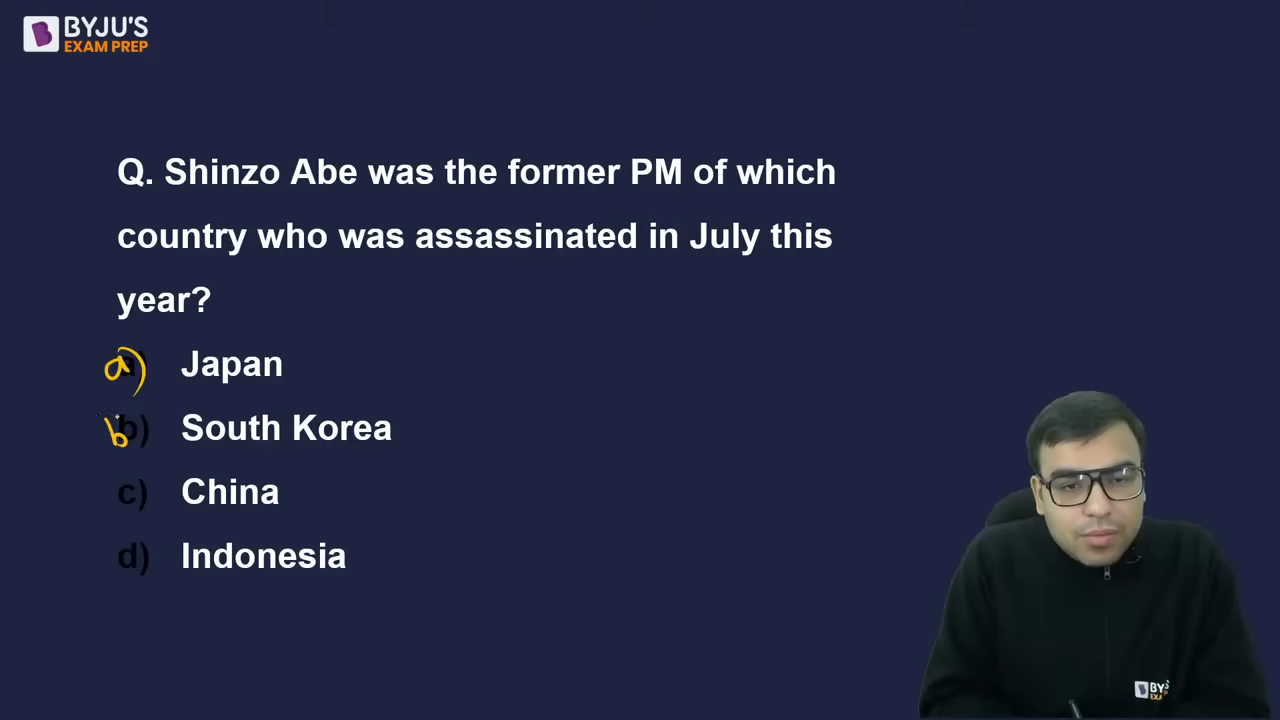 BYJU'S
EXAM PREP
Q. Shinzo Abe was the former PM of which
country who was assassinated in July this
year?
a) Japan
b) South Korea
c) China
d) Indonesia